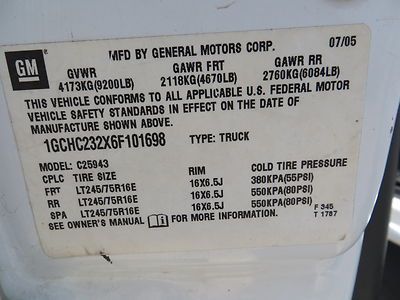 07/05
MFD BY GENERAL MOTORS CORP.
GM
GVWR GAWR FRT GAWR RR
4173KG(9200LB) 2118KG(4670LB) 2760KG(6084LB)
THIS VEHICLE CONFORMS TO ALL APPLICABLE U.S. FEDERAL MOTOR
VEHICLE SAFETY STANDARDS IN EFFECT ON THE DATE OF
MANUFACTURE SHOWN ABOVE.
1GCHC232X6F101698 TYPE: TRUCK
MODEL: C25943
CPLC TIRE SIZE RIM COLD TIRE PRESSURE
FRT LT245/75R16E 16X6.5J 380KPA(55PSI)
RR LT245/75R16E 16X6.5J 550KPA(80PSI)
SPA LT245/75R16E 16X6.5J 550KPA(80PSI)
SEE OWNER'S MANUAL FOR MORE INFORMATION.
F 345
T 1787